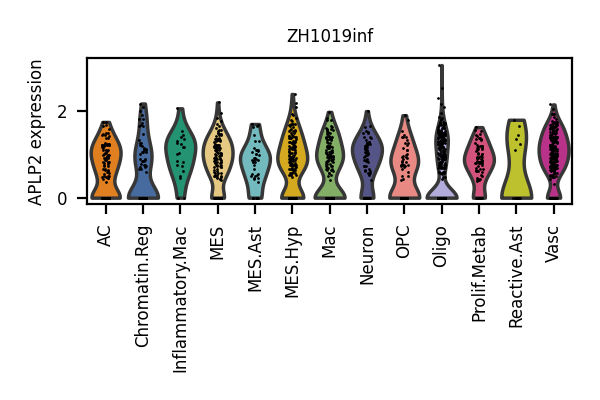 ZH1019inf
APLP2 expression
2
0
AC
Chromatin.Reg
Inflammatory.Mac
MES
MES.Ast
MES.Hyp
Mac
Neuron
OPC
Oligo
Prolif.Metab
Reactive.Ast
Vasc